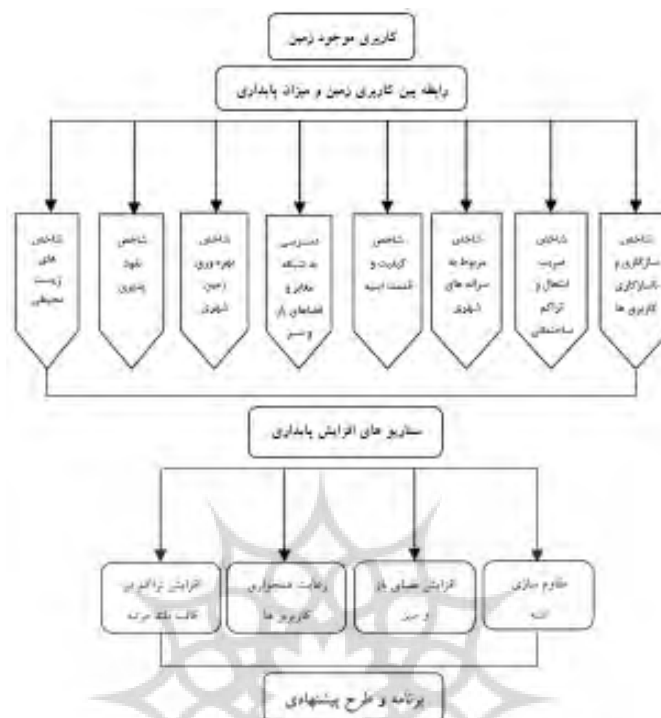 کاربری موجود زمین
رابطه بین کاربری زمین و میزان پایداری
شاخص
سازگاری و
ناسازگاری
کاربری ها
شاخص
ضریب
اشغال و
تراکم
ساختمانی
شاخص
مربوط به
سرانه های
شهری
شاخص
کیفیت و
قدمت ابنیه
دسترسی
به شبکه
معابر و
فضاهای باز
و سبز
شاخص
بهره وری
زمین
شهری
شاخص
نفوذ
پذیری
شاخص
های
زیست
محیطی
سناریو های افزایش پایداری
مقاوم سازی
ابنیه
افزایش فضای باز
و سبز
رعایت همجواری
کاربریها
افزایش تراکم در
قالب بلند مرتبه
برنامه و طرح پیشنهادی